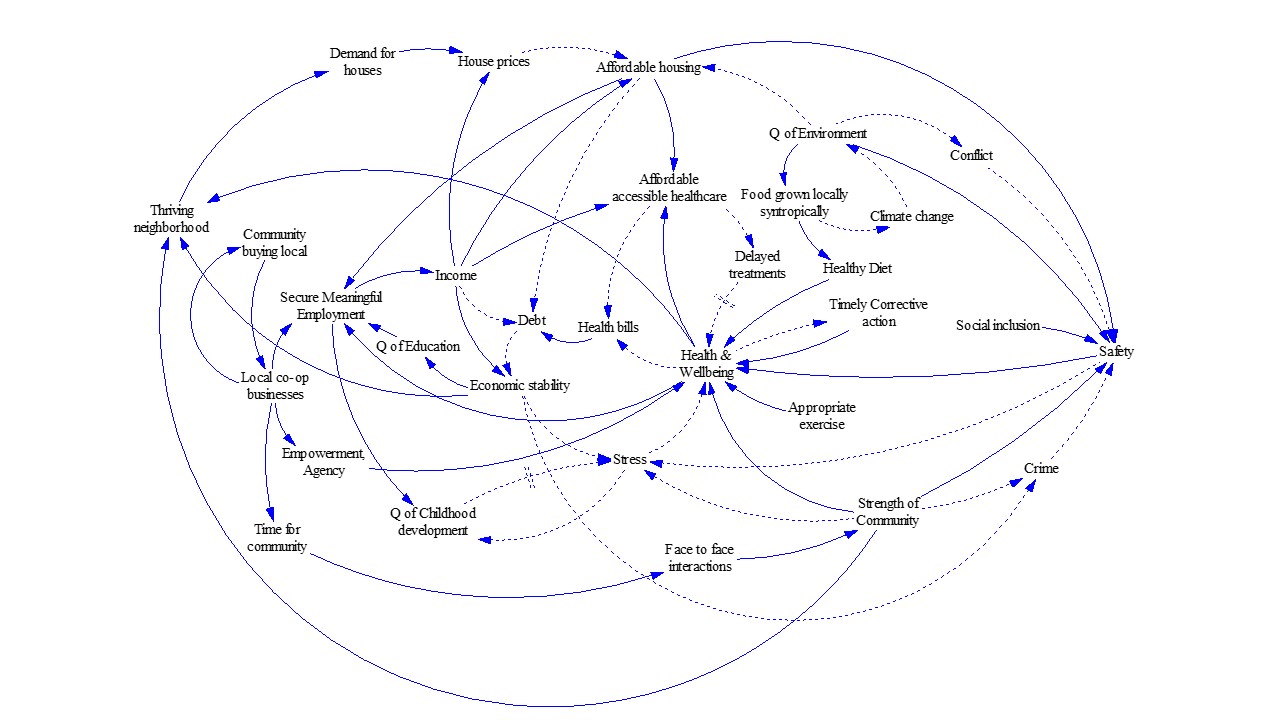 Demand for
houses
House prices
Affordable housing
Q of Environment
Conflict
Affordable
accessible healthcare
Food grown locally
syntropically
Climate change
Thriving
neighborhood
Community
buying local
Delayed
treatments
Healthy Diet
Income
Secure Meaningful
Employment
Debt
Health bills
Timely Corrective
action
Social inclusion
Q of Education
Health &
Wellbeing
Safety
Local co-op
businesses
Economic stability
Appropriate
exercise
Empowerment,
Agency
Stress
Crime
Q of Childhood
development
Strength of
Community
Time for
community
Face to face
interactions